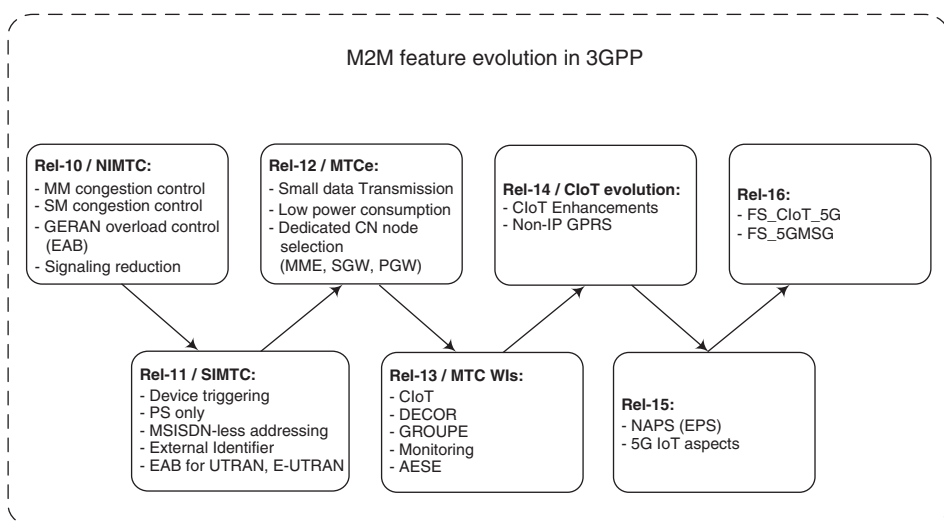 M2M feature evolution in 3GPP
Rel-10 / NIMTC:
- MM congestion control
- SM congestion control
- GERAN overload control
(EAB)
- Signaling reduction
Rel-11 / SIMTC:
- Device triggering
- PS only
- MSISDN-less addressing
- External Identifier
- EAB for UTRAN, E-UTRAN
Rel-12 / MTCe:
- Small data Transmission
- Low power consumption
- Dedicated CN node
selection
(MME, SGW, PGW)
Rel-13 / MTC WIs:
- CIoT
- DECOR
- GROUPE
- Monitoring
- AESE
Rel-14 / CIoT evolution:
- CIoT Enhancements
- Non-IP GPRS
Rel-15:
- NAPS (EPS)
- 5G IoT aspects
Rel-16:
- FS_CIoT_5G
- FS_5GMSG